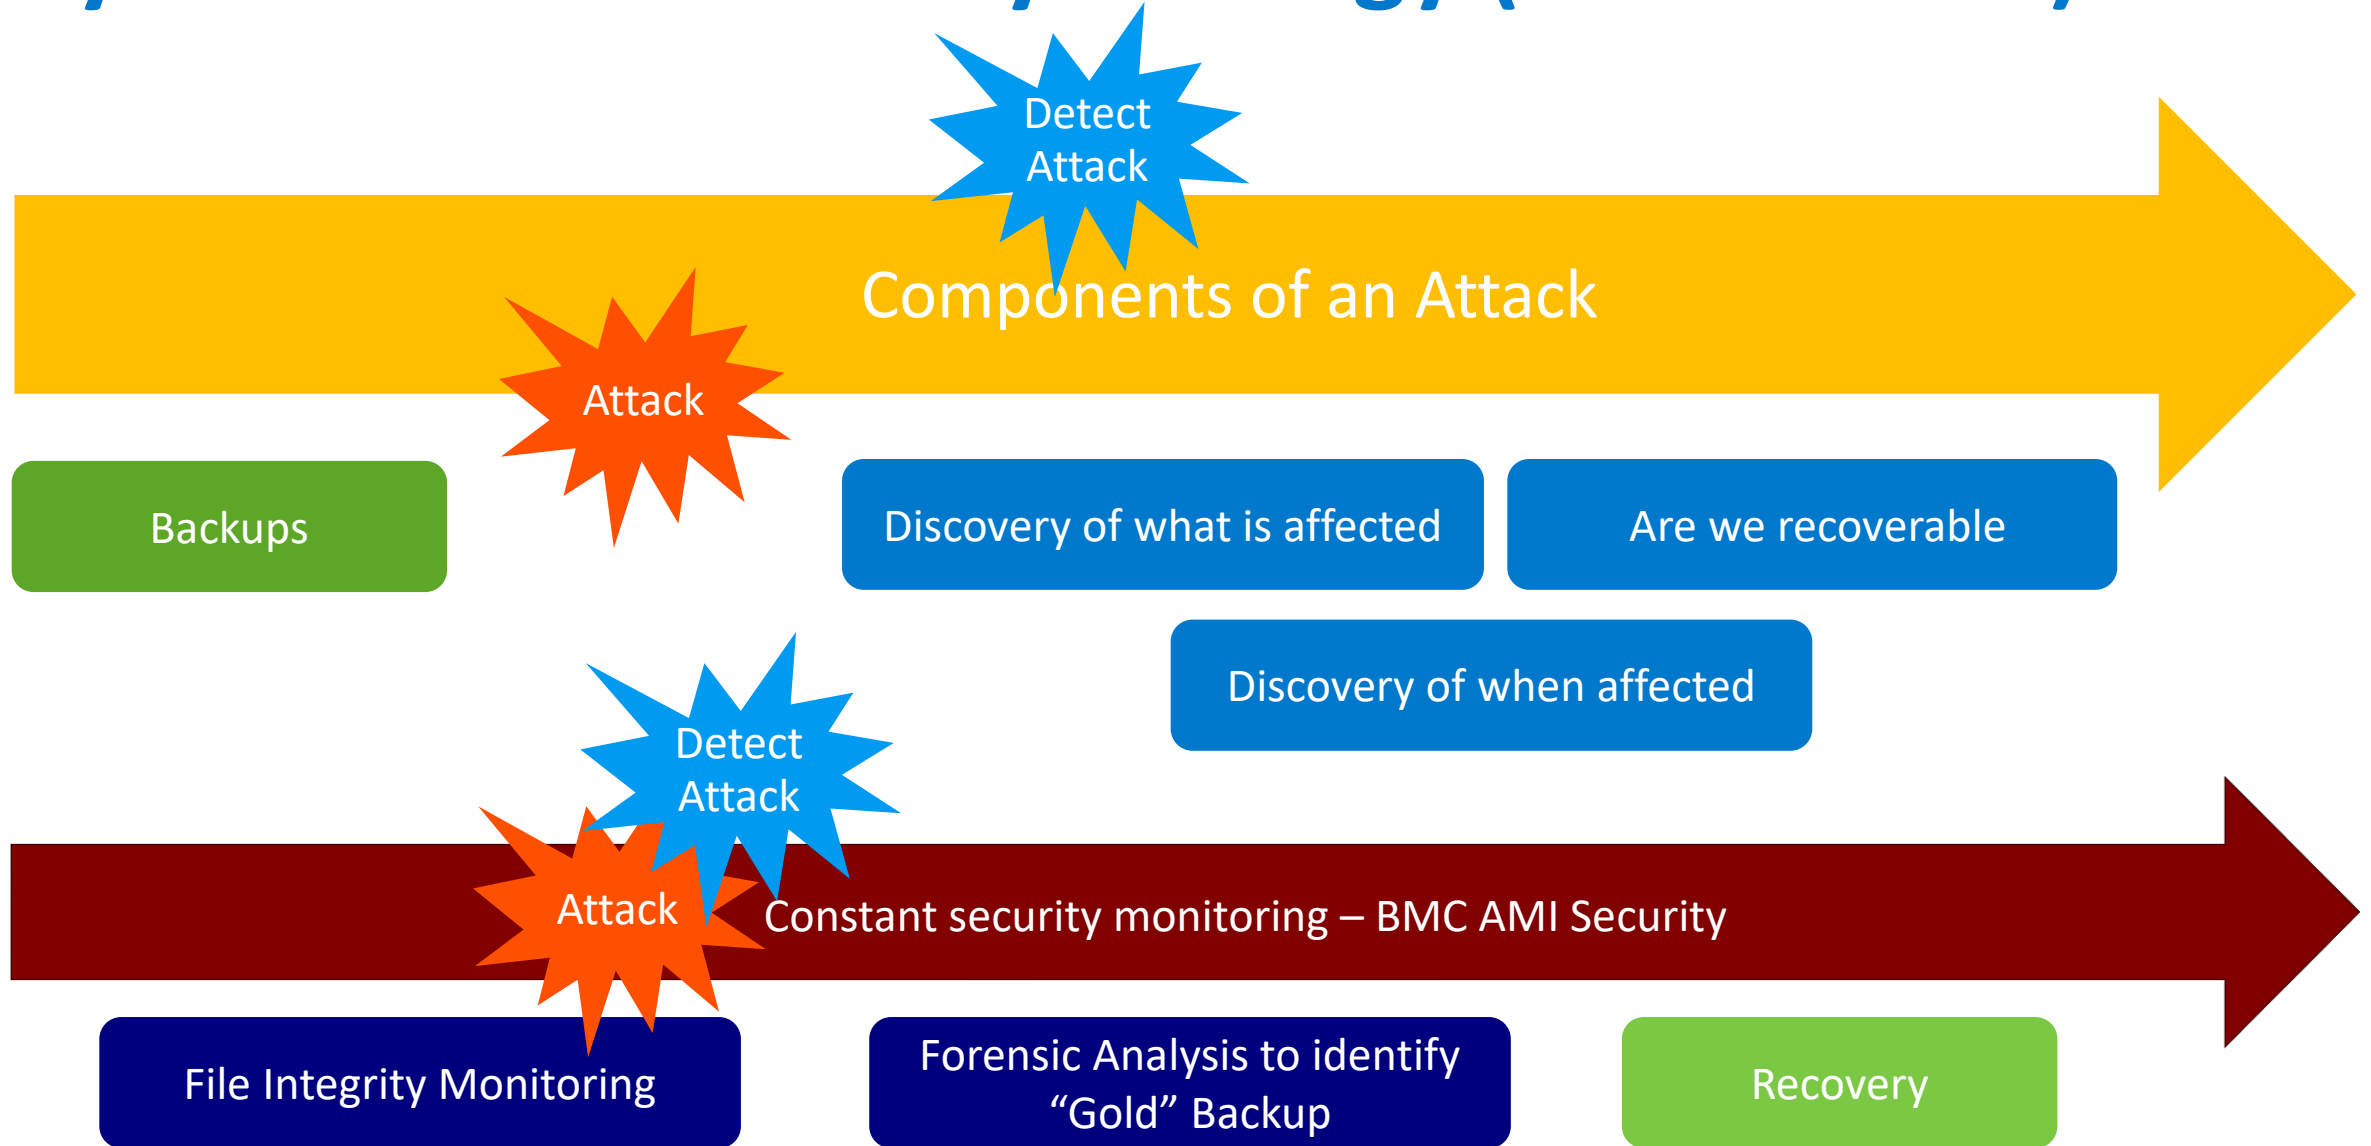 Detect
Attack
Components of an Attack
Attack
Backups
Discovery of what is affected
Are we recoverable
Discovery of when affected
Detect
Attack
Attack
Constant security monitoring – BMC AMI Security
File Integrity Monitoring
Forensic Analysis to identify
“Gold” Backup
Recovery